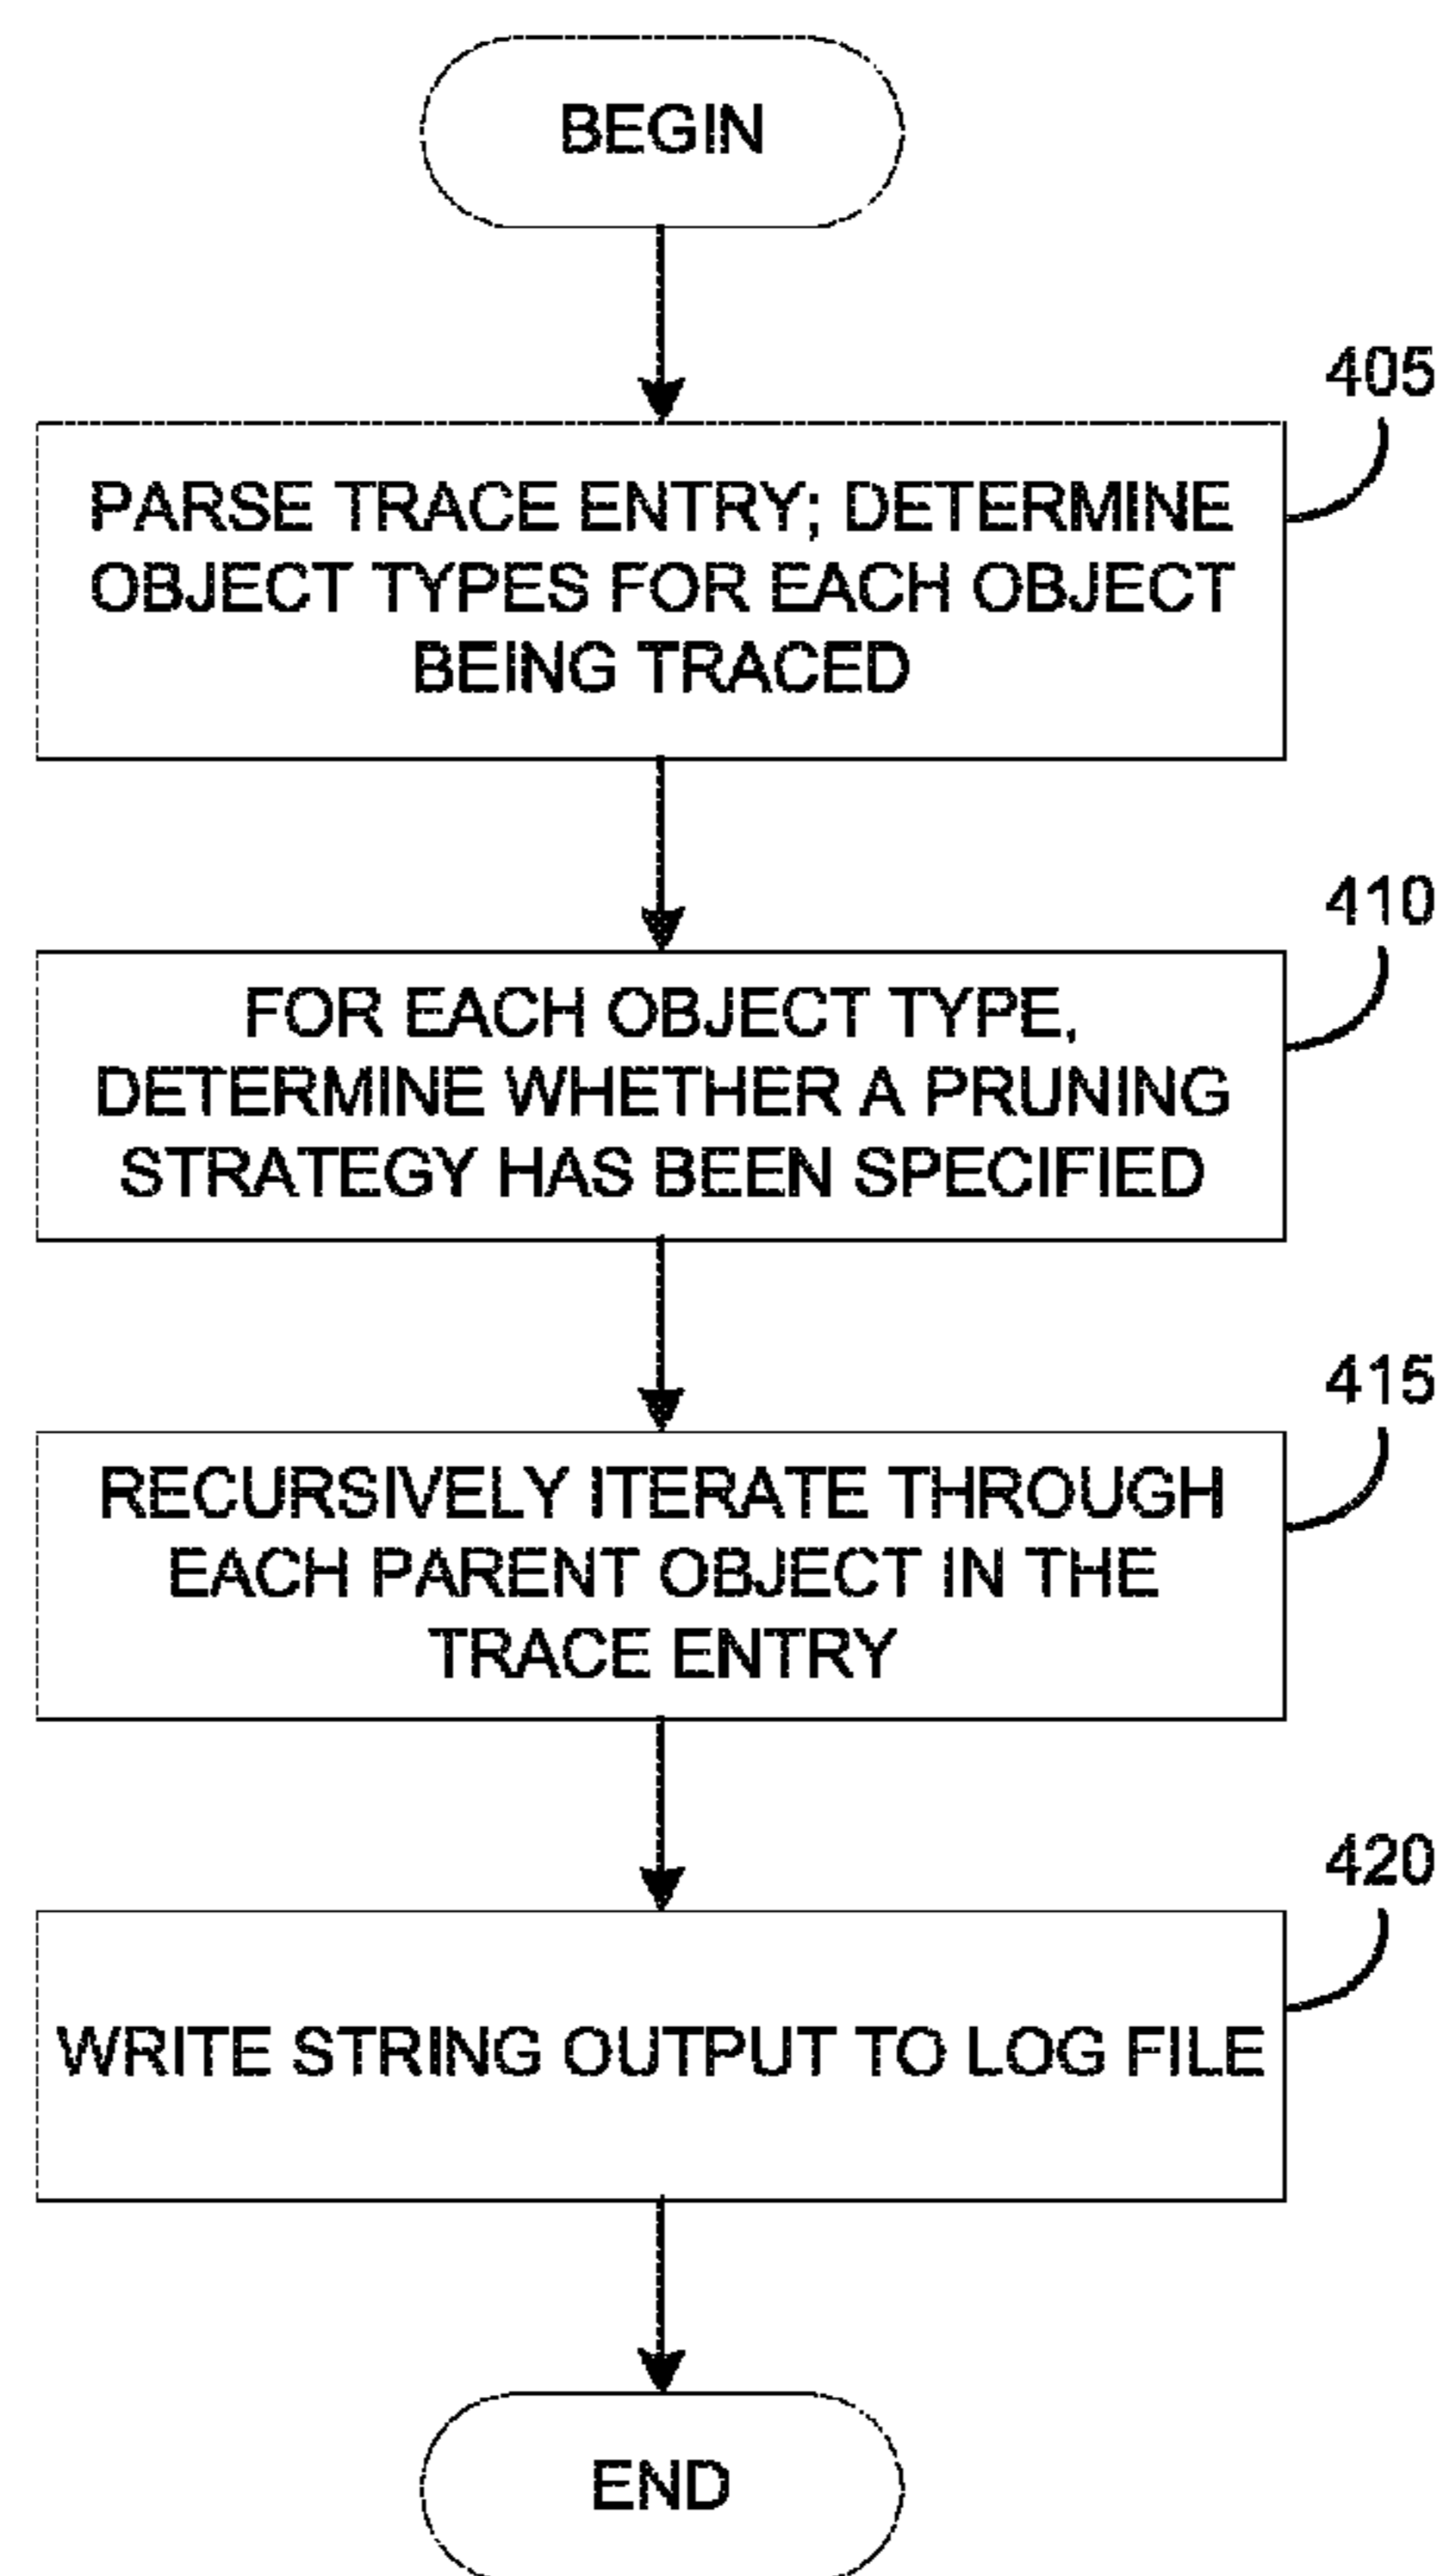 BEGIN
405
PARSE TRACE ENTRY; DETERMINE
OBJECT TYPES FOR EACH OBJECT
BEING TRACED
410
FOR EACH OBJECT TYPE,
DETERMINE WHETHER A PRUNING
STRATEGY HAS BEEN SPECIFIED
415
RECURSIVELY ITERATE THROUGH
EACH PARENT OBJECT IN THE
TRACE ENTRY
420
WRITE STRING OUTPUT TO LOG FILE
END